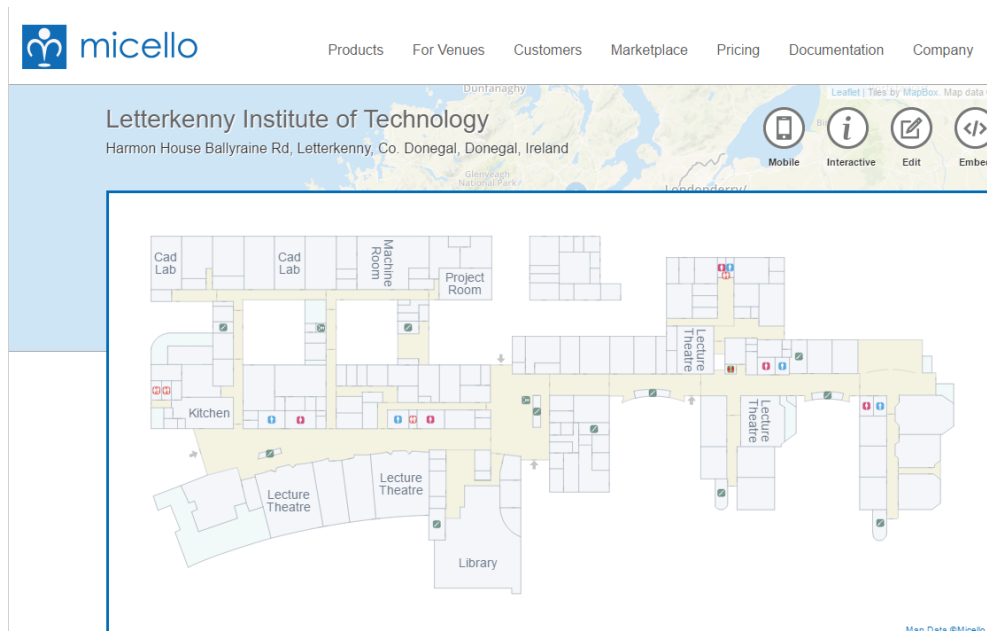 micello
Products For Venues Customers Marketplace Pricing Documentation Company
Dunfanaghy
Leaflet | Tiles by MapBox. Map data
Letterkenny Institute of Technology
Harmon House Ballyraine Rd, Letterkenny, Co. Donegal, Donegal, Ireland
Mobile Interactive Edit Embed
Glenveagh
National Park
Londonderry/
Cad
Lab
Cad
Lab
Machine
Room
Project
Room
Lecture
Theatre
Kitchen
Lecture
Theatre
Lecture
Theatre
Lecture
Theatre
Library
Map Data ©Micello